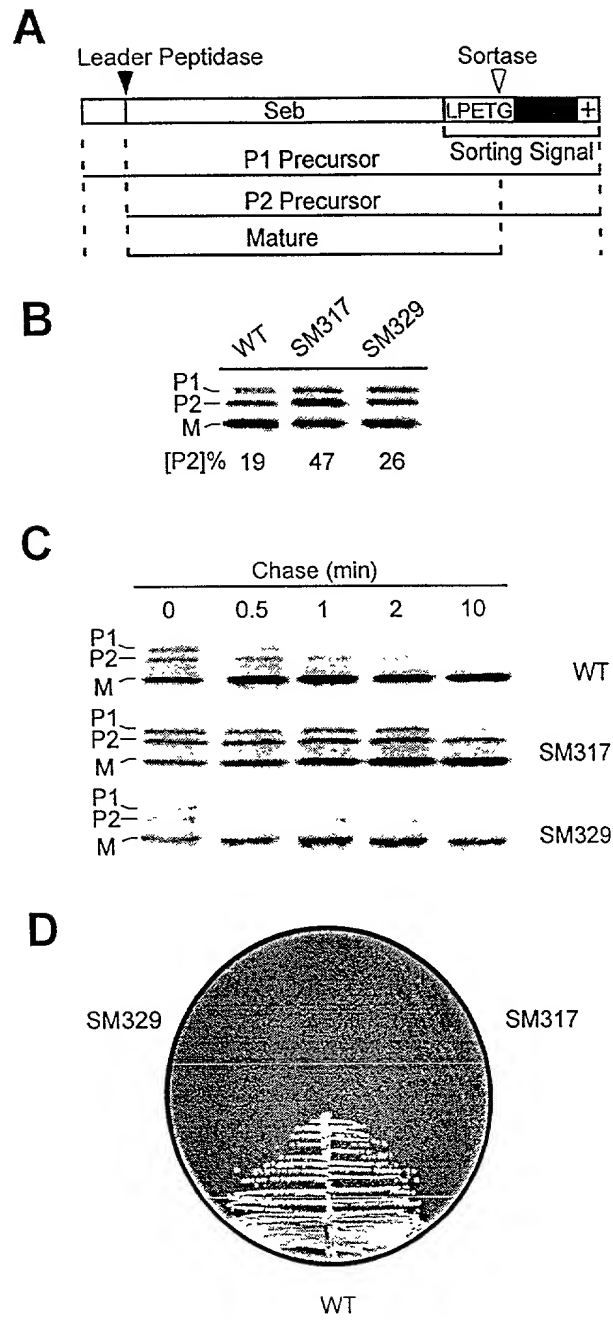 A
Leader Peptidase
Sortase
Seb
LPETG
+
P1 Precursor
Sorting Signal
P2 Precursor
Mature
B
WT SM317 SM329
P1
P2
M
[P2]% 19 47 26
C
Chase (min)
0 0.5 1 2 10
P1
P2
M
WT
P1
P2
M
SM317
P1
P2
M
SM329
D
SM329
SM317
WT